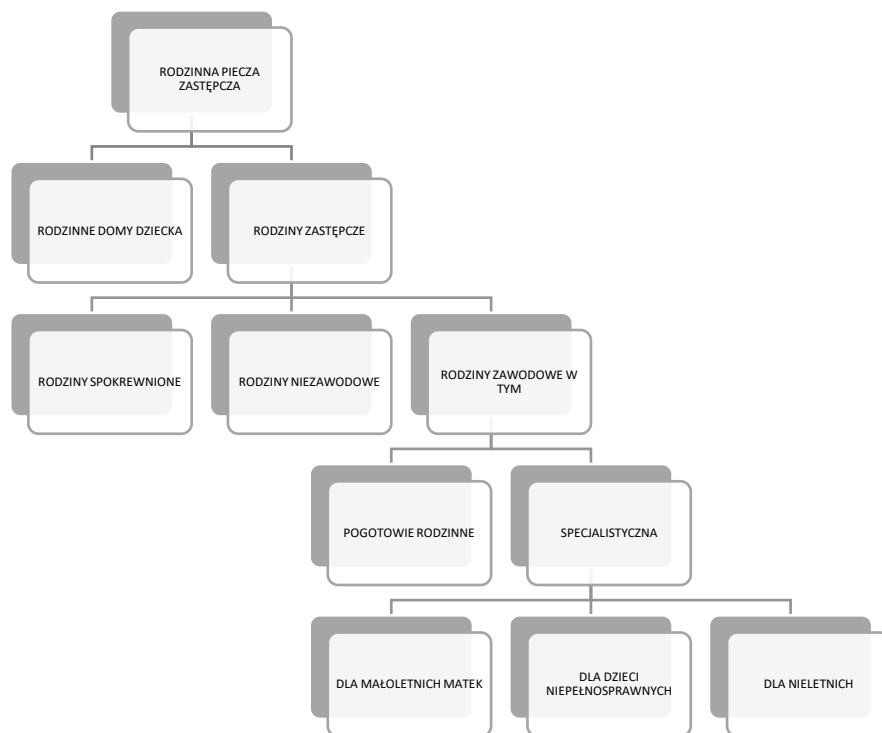 RODZINNA PIECZA
ZASTĘPCZA
RODZINNE DOMY DZIECKA
RODZINY ZASTĘPCZE
RODZINY SPOKREWNIONE
RODZINY NIEZAWODOWE
RODZINY ZAWODOWE W
TYM
POGOTOWIE RODZINNE
SPECJALISTYCZNA
DLA MAŁOLETNICH MATEK
DLA DZIECI
NIEPEŁNOSPRAWNYCH
DLA NIELETNICH